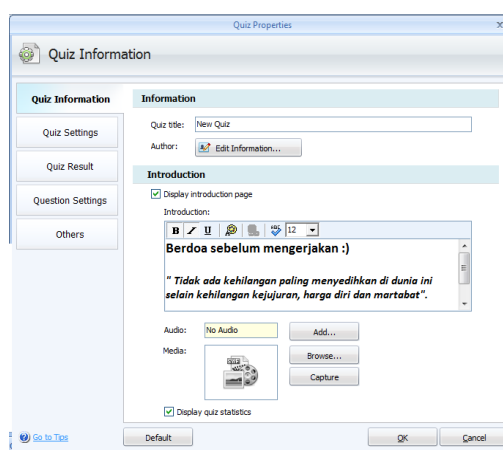 Quiz Properties
Quiz Information
Quiz Information
Quiz Settings
Quiz Result
Question Settings
Others
Information
Quiz title: New Quiz
Author: Edit Information...
Introduction
Display introduction page
Introduction:
B I U ABC 12
Berdoa sebelum mengerjakan :)
" Tidak ada kehilangan paling menyedihkan di dunia ini
selain kehilangan kejujuran, harga diri dan martabat".
Audio: No Audio Add...
Media: Browse...
Capture
Display quiz statistics
Go to Tips Default OK Cancel